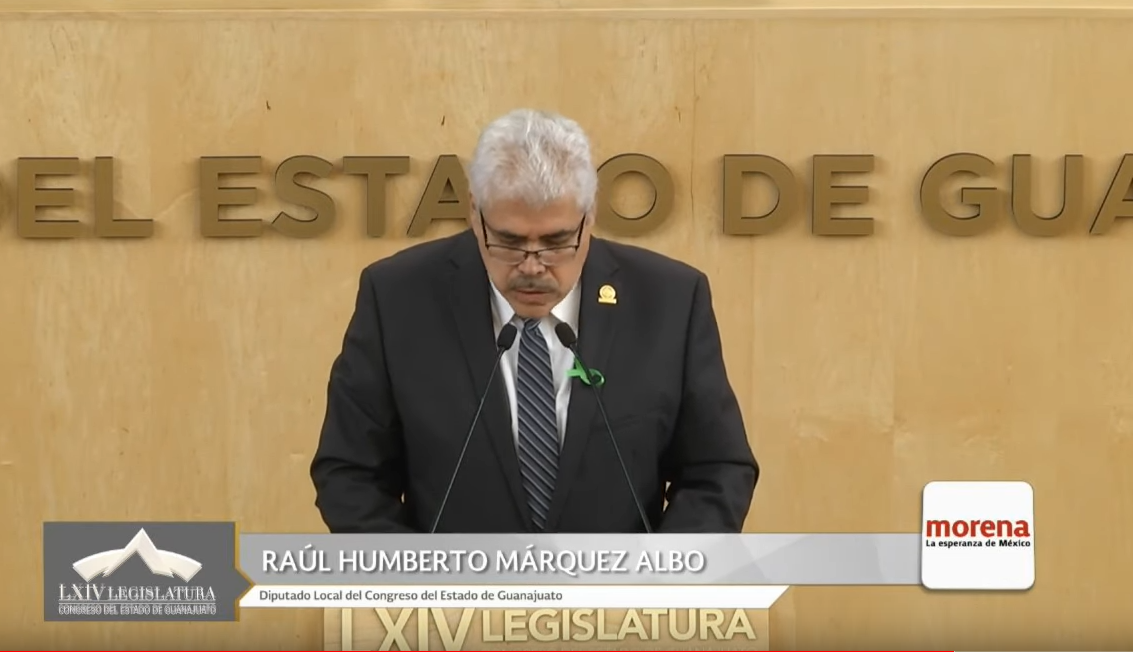 DEL ESTADO DE GUA
RAÚL HUMBERTO MÁRQUEZ ALBO
Diputado Local del Congreso del Estado de Guanajuato
morena
La esperanza de México
LXIV LEGISLATURA
CONGRESO DEL ESTADO DE GUANAJUATO
LXIV LEGISLATURA